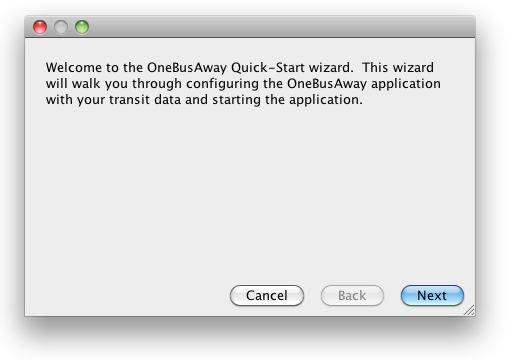 Welcome to the OneBusAway Quick-Start wizard.  This wizard
will walk you through configuring the OneBusAway application
with your transit data and starting the application.
Cancel
Back
Next